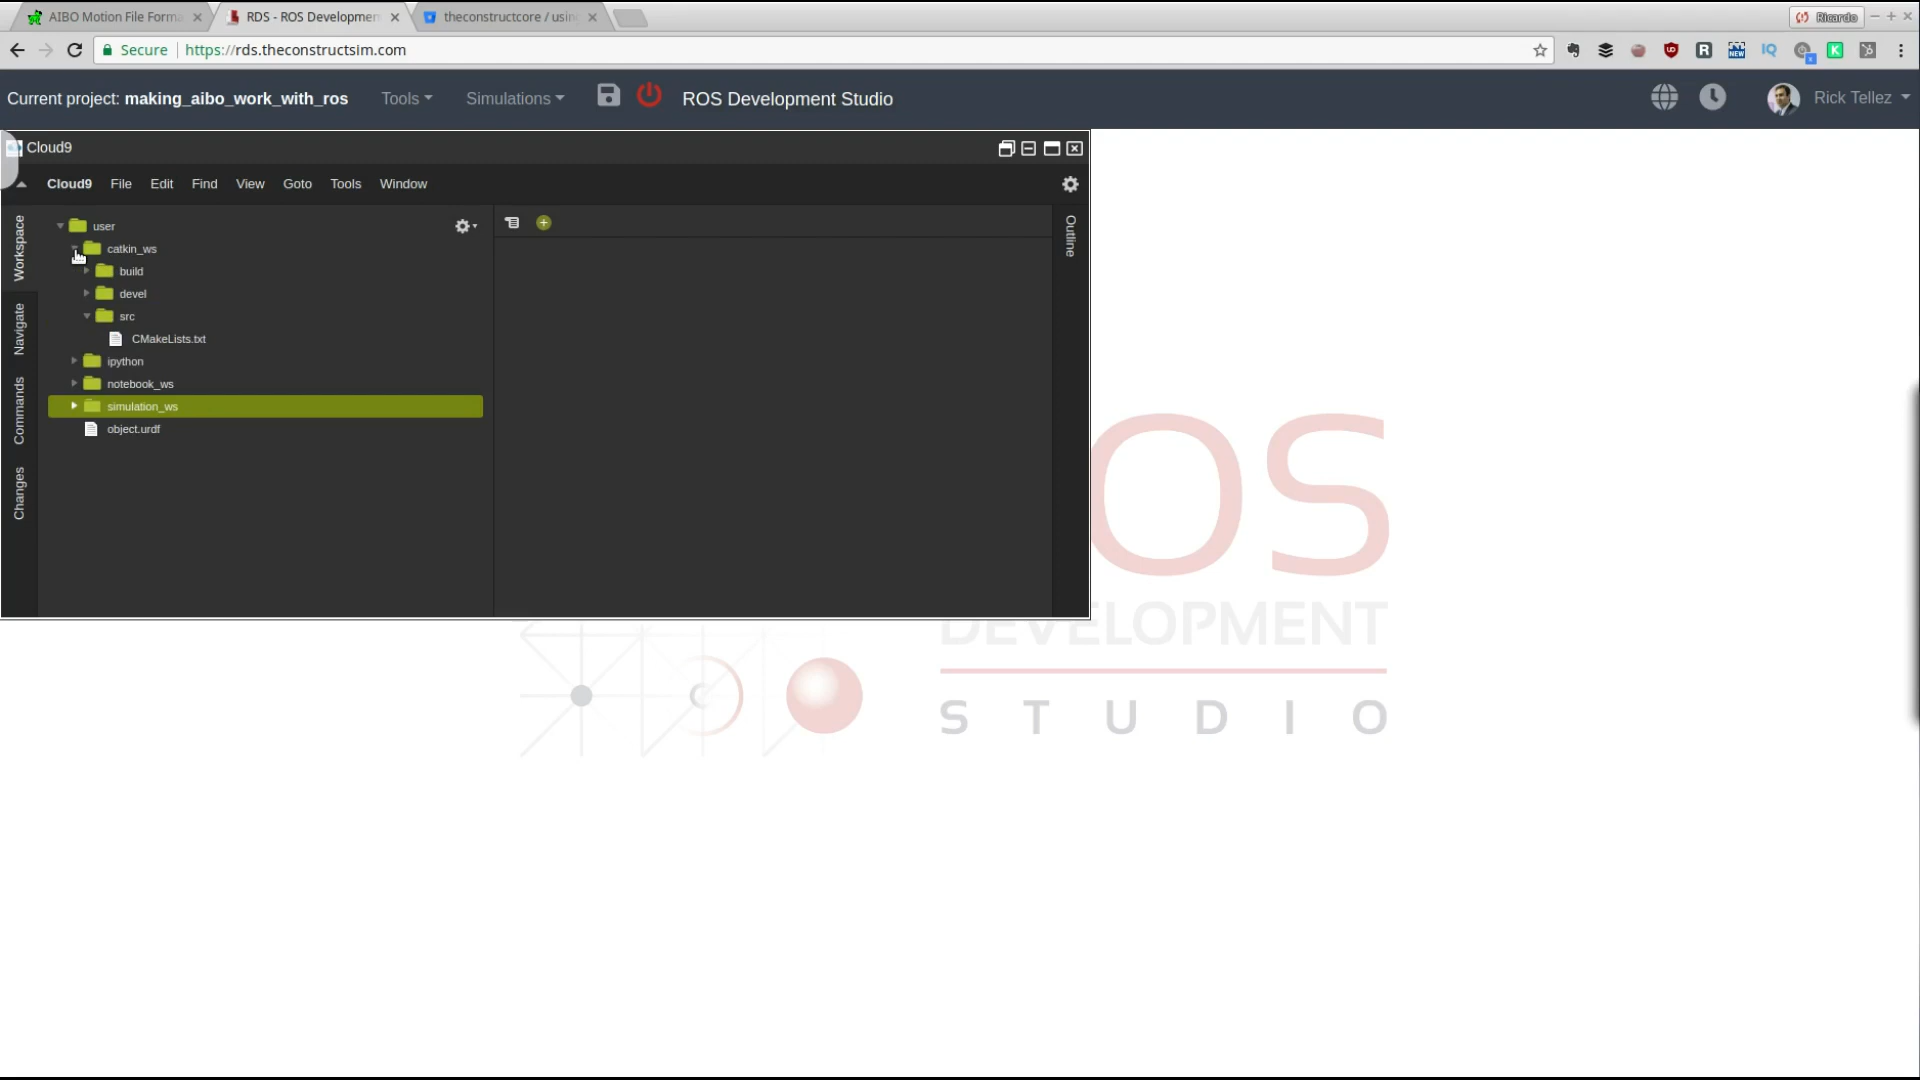 AIBO Motion File Forma
RDS - ROS Developmen
theconstructcore / usin
Ricardo
Secure
https://rds.theconstructsim.com
Current project: making_aibo_work_with_ros
Tools
Simulations
ROS Development Studio
Rick Tellez
Cloud9
Cloud9 File Edit Find View Goto Tools Window
Workspace
Navigate
Commands
Changes
user
catkin_ws
build
devel
src
CMakeLists.txt
ipython
notebook_ws
simulation_ws
object.urdf
Outline
OS
DEVELOPMENT
STUDIO